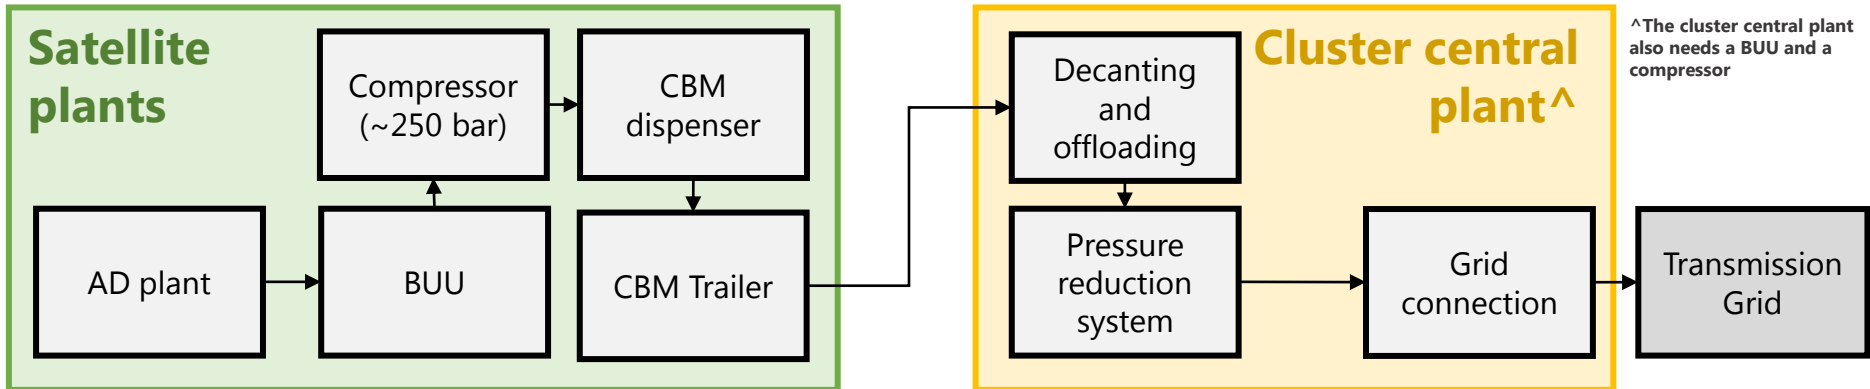 Satellite
plants
Compressor
(~250 bar)
CBM
dispenser
AD plant
BUU
CBM Trailer
Cluster central
plant^
Decanting
and
offloading
Pressure
reduction
system
Grid
connection
Transmission
Grid
^The cluster central plant
also needs a BUU and a
compressor